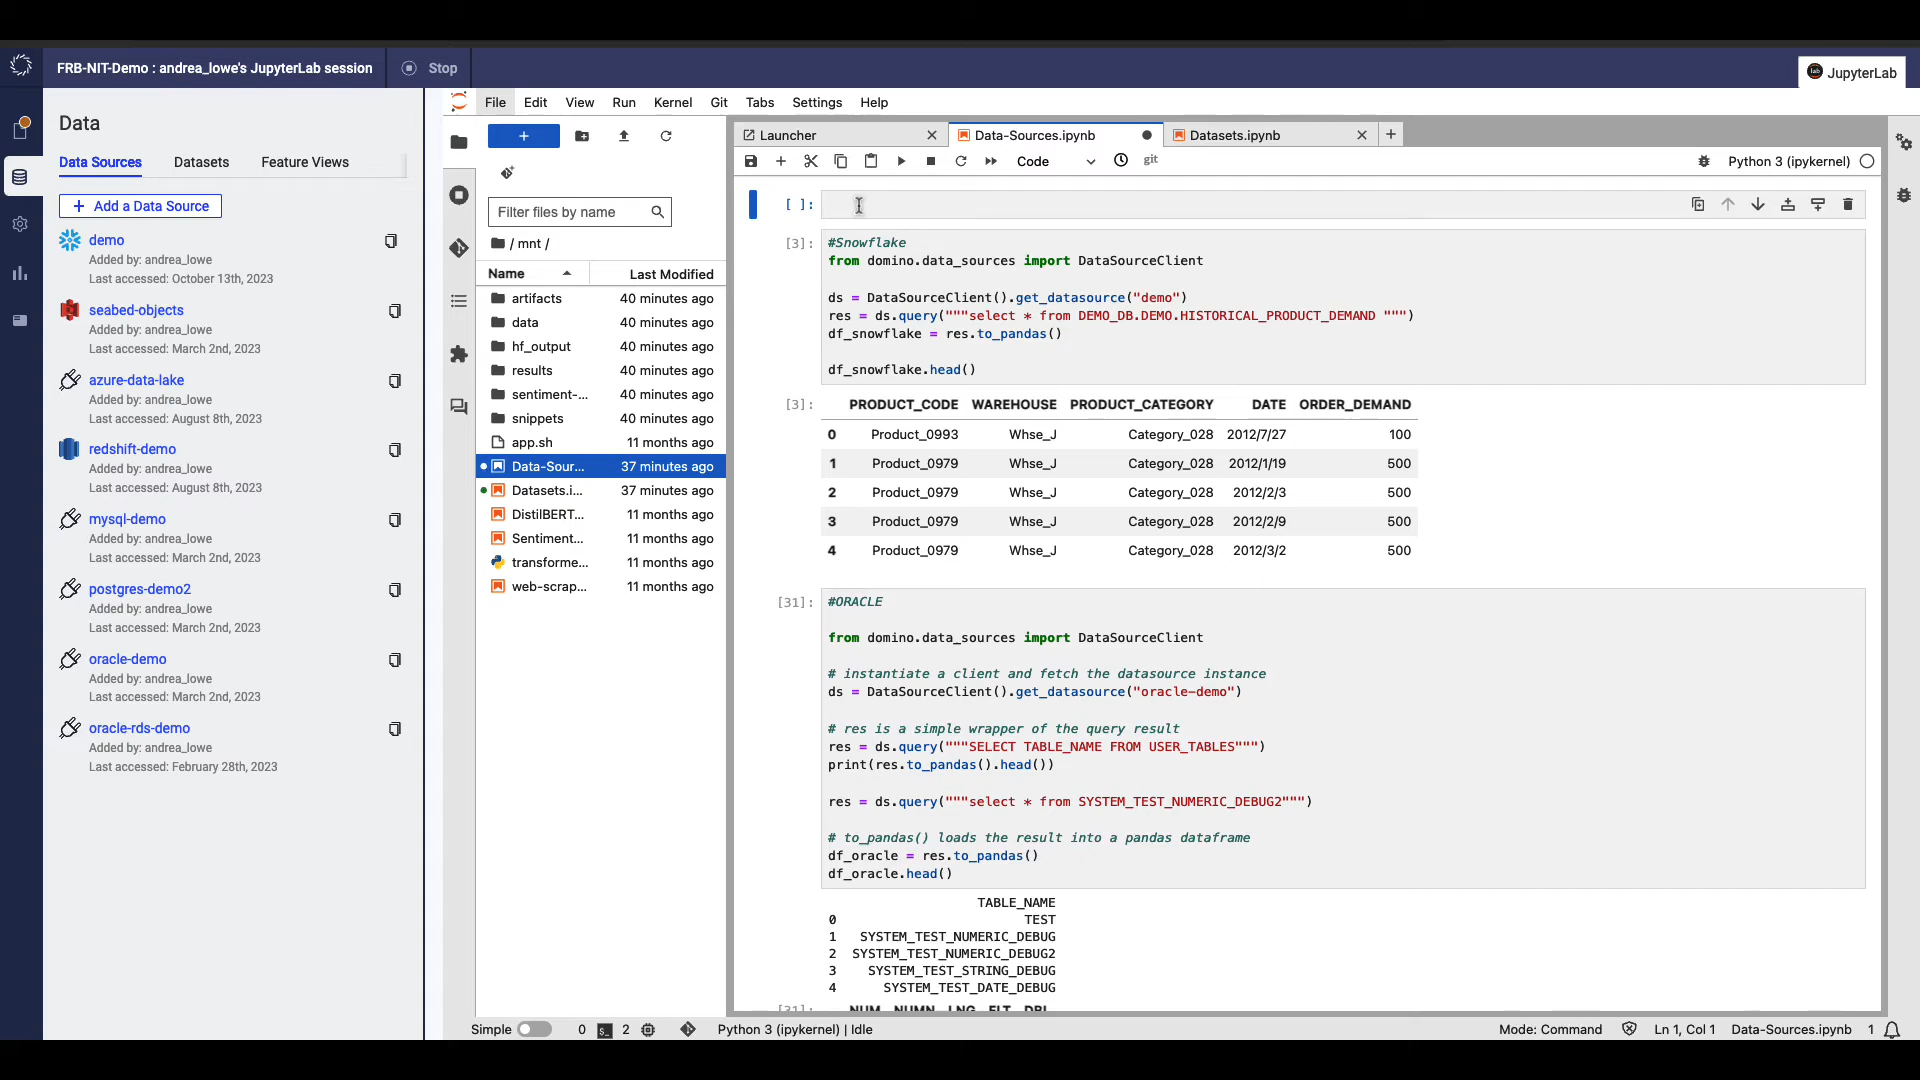 FRB-NIT-Demo : andrea_lowe's JupyterLab session
Stop
JupyterLab
Data
Data Sources
Datasets
Feature Views
+ Add a Data Source
demo
Added by: andrea_lowe
Last accessed: October 13th, 2023
seabed-objects
Added by: andrea_lowe
Last accessed: March 2nd, 2023
azure-data-lake
Added by: andrea_lowe
Last accessed: August 8th, 2023
redshift-demo
Added by: andrea_lowe
Last accessed: August 8th, 2023
mysql-demo
Added by: andrea_lowe
Last accessed: March 2nd, 2023
postgres-demo2
Added by: andrea_lowe
Last accessed: March 2nd, 2023
oracle-demo
Added by: andrea_lowe
Last accessed: March 2nd, 2023
oracle-rds-demo
Added by: andrea_lowe
Last accessed: February 28th, 2023
File Edit View Run Kernel Git Tabs Settings Help
Filter files by name
/ mnt /
Name Last Modified
artifacts 40 minutes ago
data 40 minutes ago
hf_output 40 minutes ago
results 40 minutes ago
sentiment-... 40 minutes ago
snippets 40 minutes ago
app.sh 11 months ago
Data-Sour... 37 minutes ago
Datasets.i... 37 minutes ago
DistilBERT... 11 months ago
Sentiment... 11 months ago
transforme... 11 months ago
web-scrap... 11 months ago
Launcher
Data-Sources.ipynb
Datasets.ipynb
Code
git
Python 3 (ipykernel)
[ ]:
[3]:
#Snowflake
from domino.data_sources import DataSourceClient
ds = DataSourceClient().get_datasource("demo")
res = ds.query("""select * from DEMO_DB.DEMO.HISTORICAL_PRODUCT_DEMAND """)
df_snowflake = res.to_pandas()
df_snowflake.head()
[3]:
PRODUCT_CODE WAREHOUSE PRODUCT_CATEGORY DATE ORDER_DEMAND
0 Product_0993 Whse_J Category_028 2012/7/27 100
1 Product_0979 Whse_J Category_028 2012/1/19 500
2 Product_0979 Whse_J Category_028 2012/2/3 500
3 Product_0979 Whse_J Category_028 2012/2/9 500
4 Product_0979 Whse_J Category_028 2012/3/2 500
[31]:
#ORACLE
from domino.data_sources import DataSourceClient
# instantiate a client and fetch the datasource instance
ds = DataSourceClient().get_datasource("oracle-demo")
# res is a simple wrapper of the query result
res = ds.query("""SELECT TABLE_NAME FROM USER_TABLES""")
print(res.to_pandas().head())
res = ds.query("""select * from SYSTEM_TEST_NUMERIC_DEBUG2""")
# to_pandas() loads the result into a pandas dataframe
df_oracle = res.to_pandas()
df_oracle.head()
TABLE_NAME
0 TEST
1 SYSTEM_TEST_NUMERIC_DEBUG
2 SYSTEM_TEST_NUMERIC_DEBUG2
3 SYSTEM_TEST_STRING_DEBUG
4 SYSTEM_TEST_DATE_DEBUG
[31]: NUM NUMN LNG FLT DBL
Simple 0 2 Python 3 (ipykernel) | Idle
Mode: Command Ln 1, Col 1 Data-Sources.ipynb 1